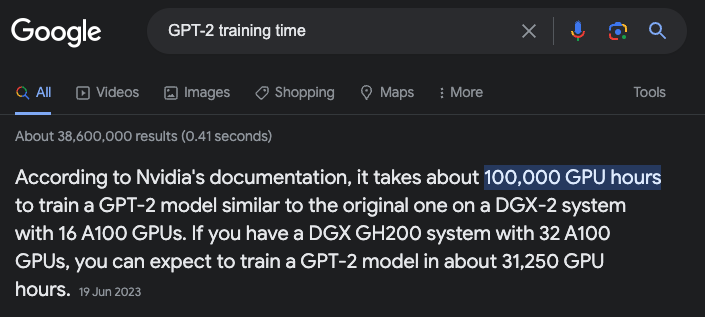 Google
GPT-2 training time
All Videos Images Shopping Maps More Tools
About 38,600,000 results (0.41 seconds)
According to Nvidia's documentation, it takes about 100,000 GPU hours
to train a GPT-2 model similar to the original one on a DGX-2 system
with 16 A100 GPUs. If you have a DGX GH200 system with 32 A100
GPUs, you can expect to train a GPT-2 model in about 31,250 GPU
hours. 19 Jun 2023